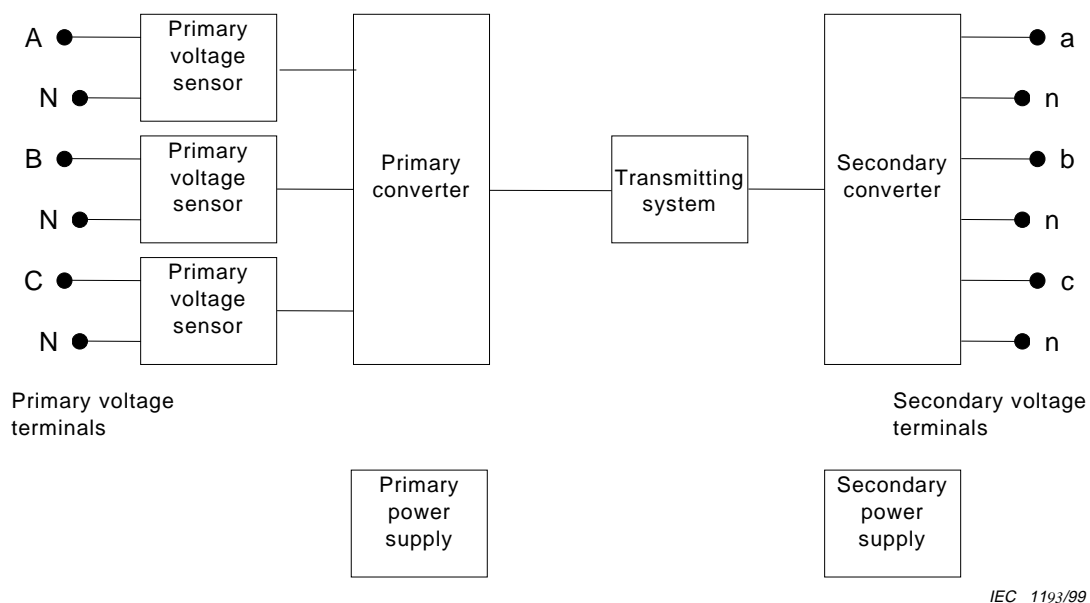 A
N
B
N
C
N
Primary
voltage
sensor
Primary
voltage
sensor
Primary
voltage
sensor
Primary
converter
Transmitting
system
Secondary
converter
a
n
b
n
c
n
Primary voltage
terminals
Secondary voltage
terminals
Primary
power
supply
Secondary
power
supply
IEC 1193/99